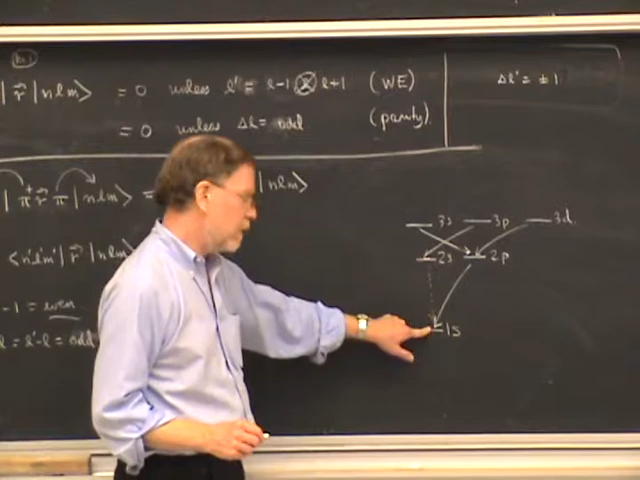 | r⃗ | nlm⟩ = 0 unless l' = l-1 ⊗ l+1 (WE)
= 0 unless Δl = odd (parity).
Δl' = ±1
| π† r⃗ π | nlm⟩ = | nlm⟩
⟨n'l'm' | r⃗ | nlm⟩
-1 = even
l = l'-l = odd
3s 3p 3d
2s 2p
1s